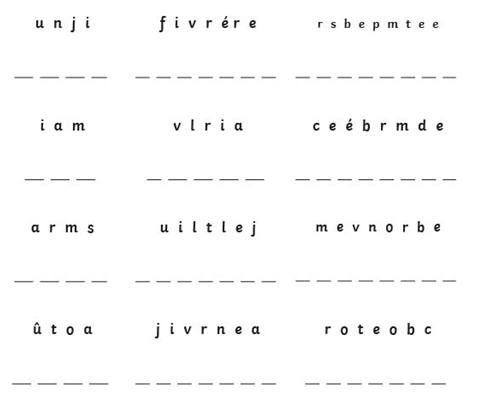 u n j i f i v r é r e r s b e p m t e e
i a m v l r i a c e é b r m d e
a r m s u i l t l e j m e v n o r b e
û t o a j i v r n e a r o t e o b c